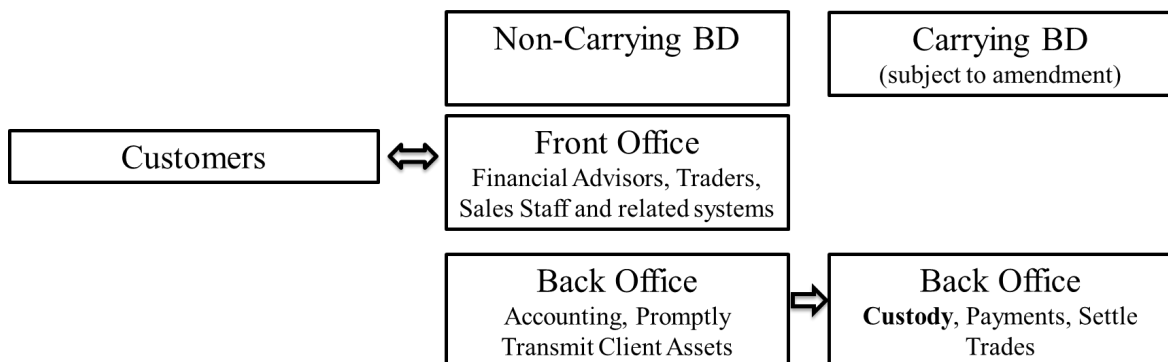 Non-Carrying BD
Carrying BD
(subject to amendment)
Customers
Front Office
Financial Advisors, Traders,
Sales Staff and related systems
Back Office
Accounting, Promptly
Transmit Client Assets
Back Office
Custody, Payments, Settle
Trades